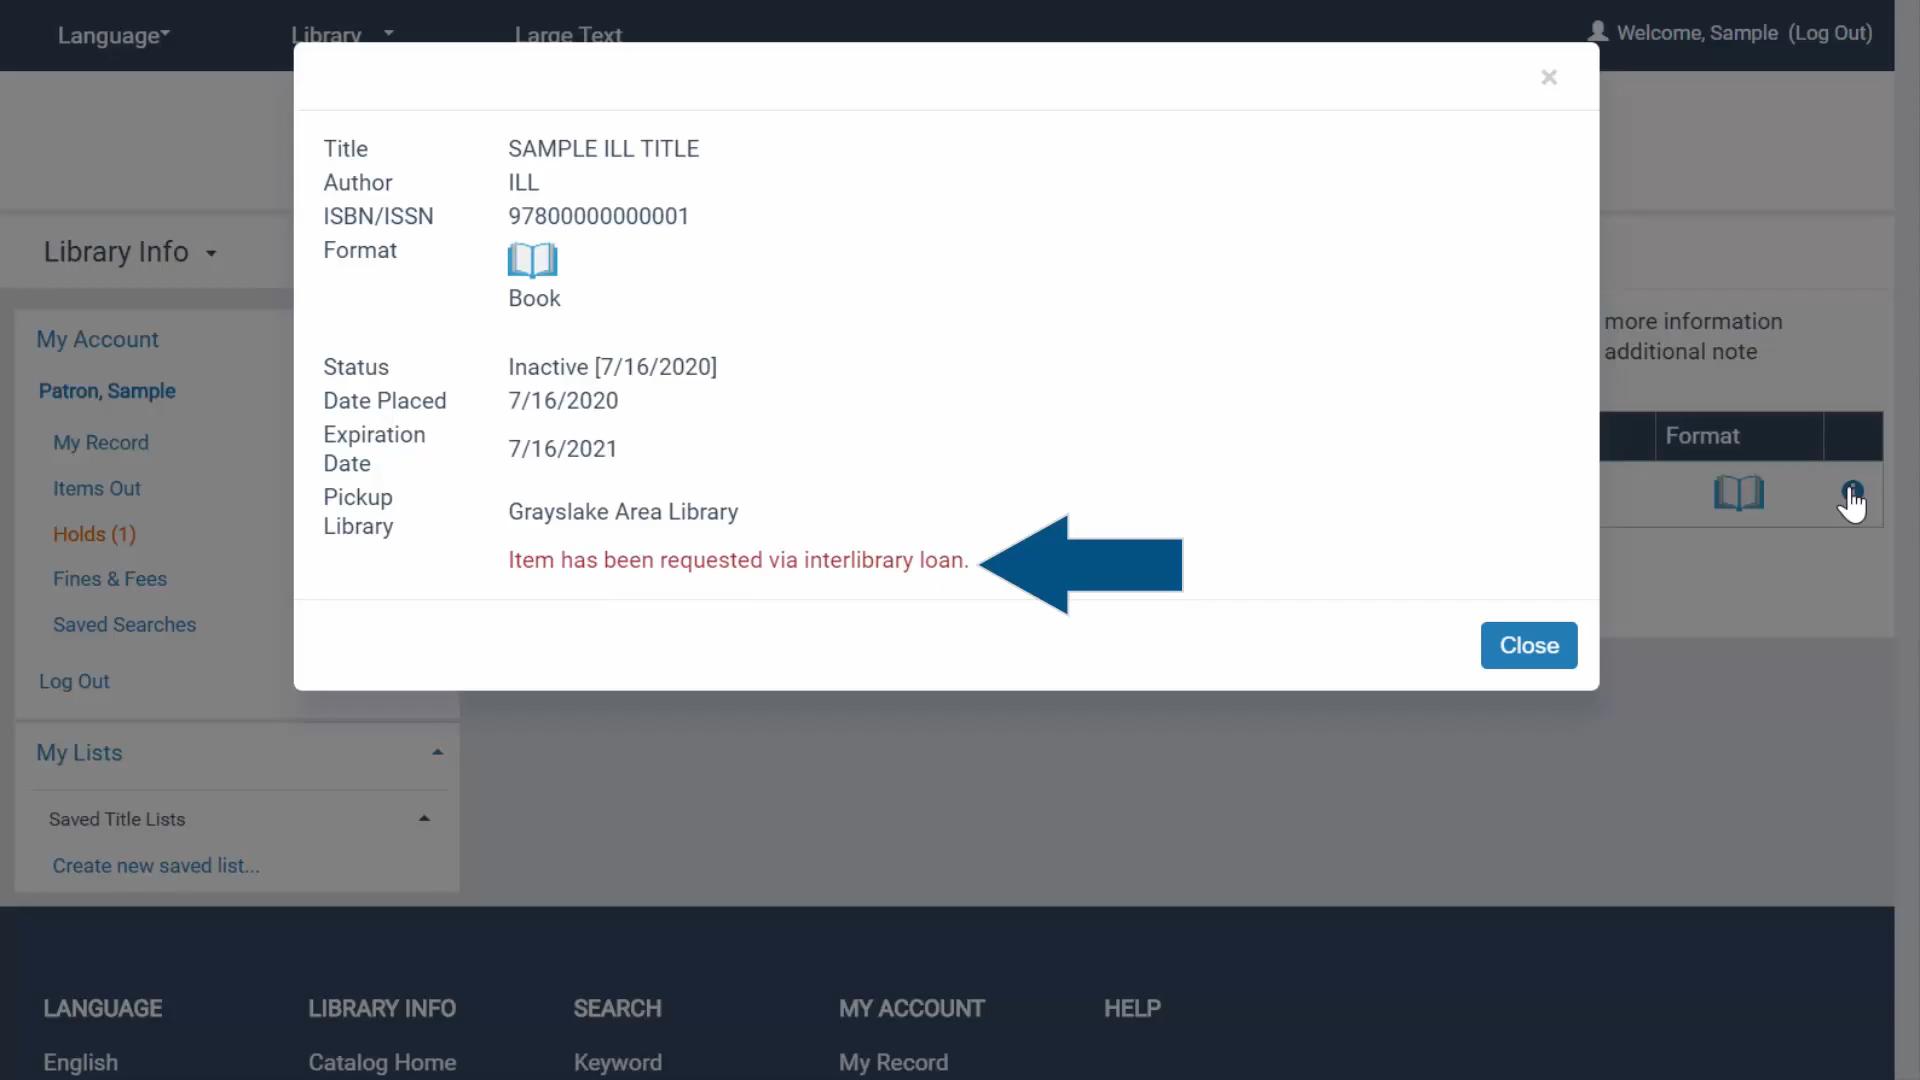 Language
Library
Large Text
Welcome, Sample (Log Out)
×
Title SAMPLE ILL TITLE
Author ILL
ISBN/ISSN 97800000000001
Format
Book
Status Inactive [7/16/2020]
Date Placed 7/16/2020
Expiration
Date
7/16/2021
Pickup
Library
Grayslake Area Library
Item has been requested via interlibrary loan.
Close
Library Info
more information
additional note
Format
My Account
Patron, Sample
My Record
Items Out
Holds (1)
Fines & Fees
Saved Searches
Log Out
My Lists
Saved Title Lists
Create new saved list...
LANGUAGE
LIBRARY INFO
SEARCH
MY ACCOUNT
HELP
English
Catalog Home
Keyword
My Record